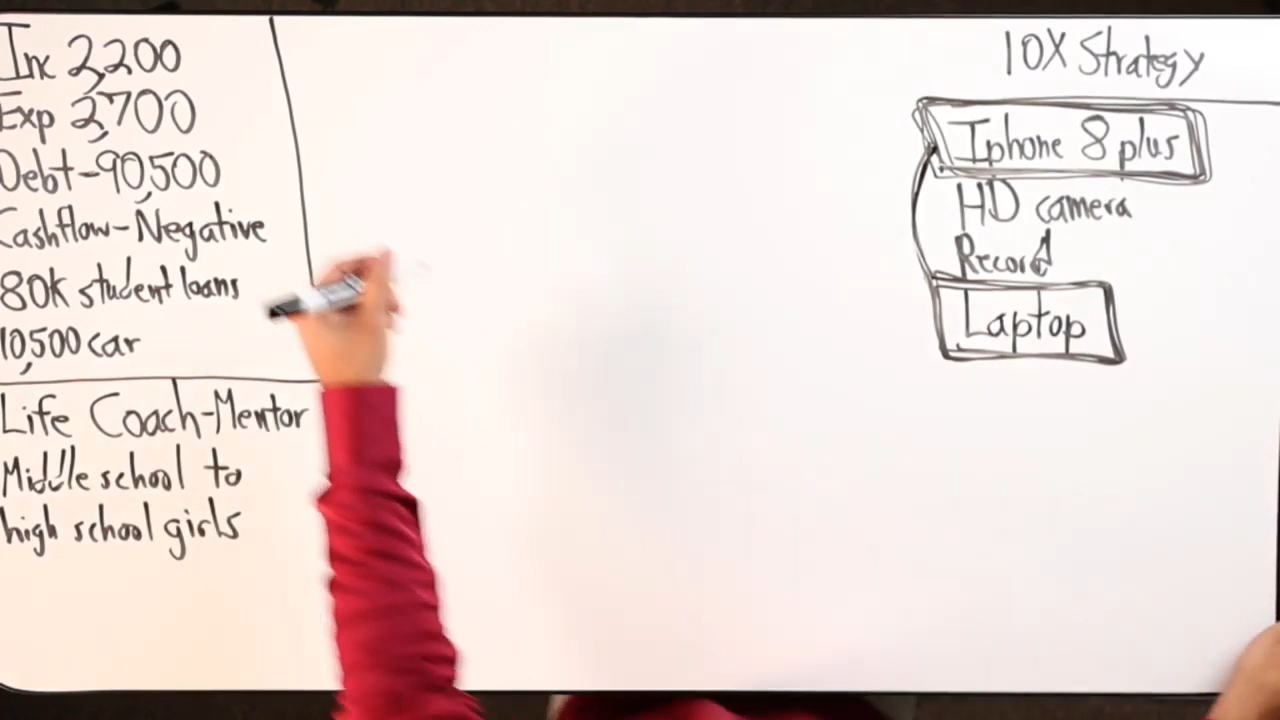 Inc 2,200
Exp 2,700
Debt-90,500
Cashflow-Negative
80k student loans
10,500 car
Life Coach-Mentor
Middle school to
high school girls
10X Strategy
Iphone 8 plus
HD camera
Record
Laptop